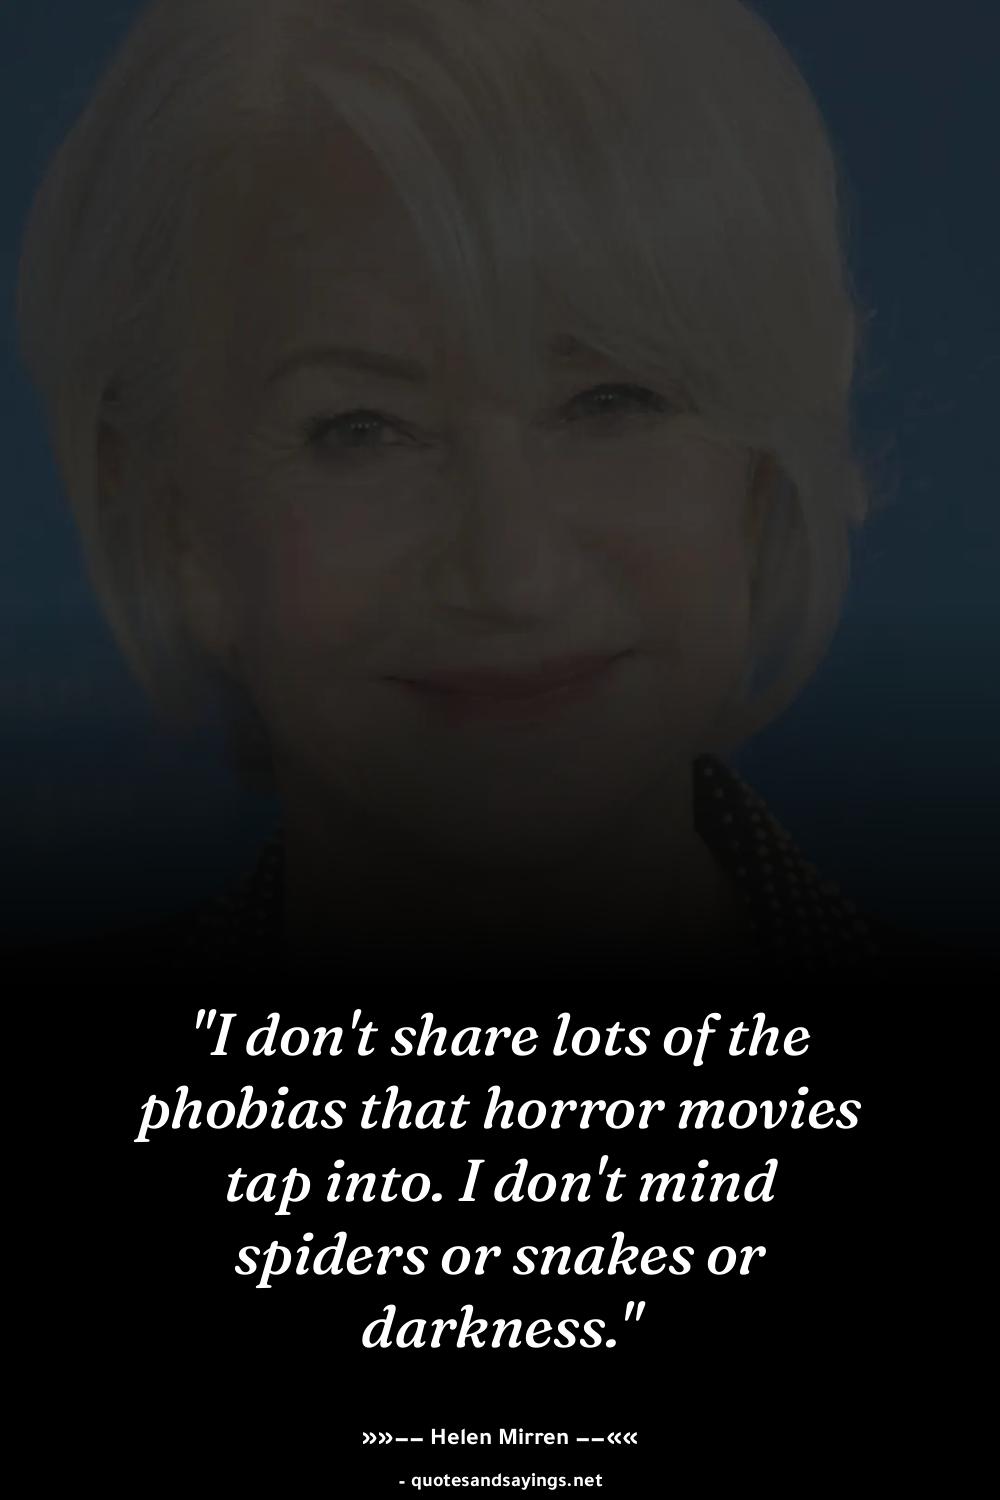 "I don't share lots of the
phobias that horror movies
tap into. I don't mind
spiders or snakes or
darkness."
»»−− Helen Mirren −−««
- quotesandsayings.net